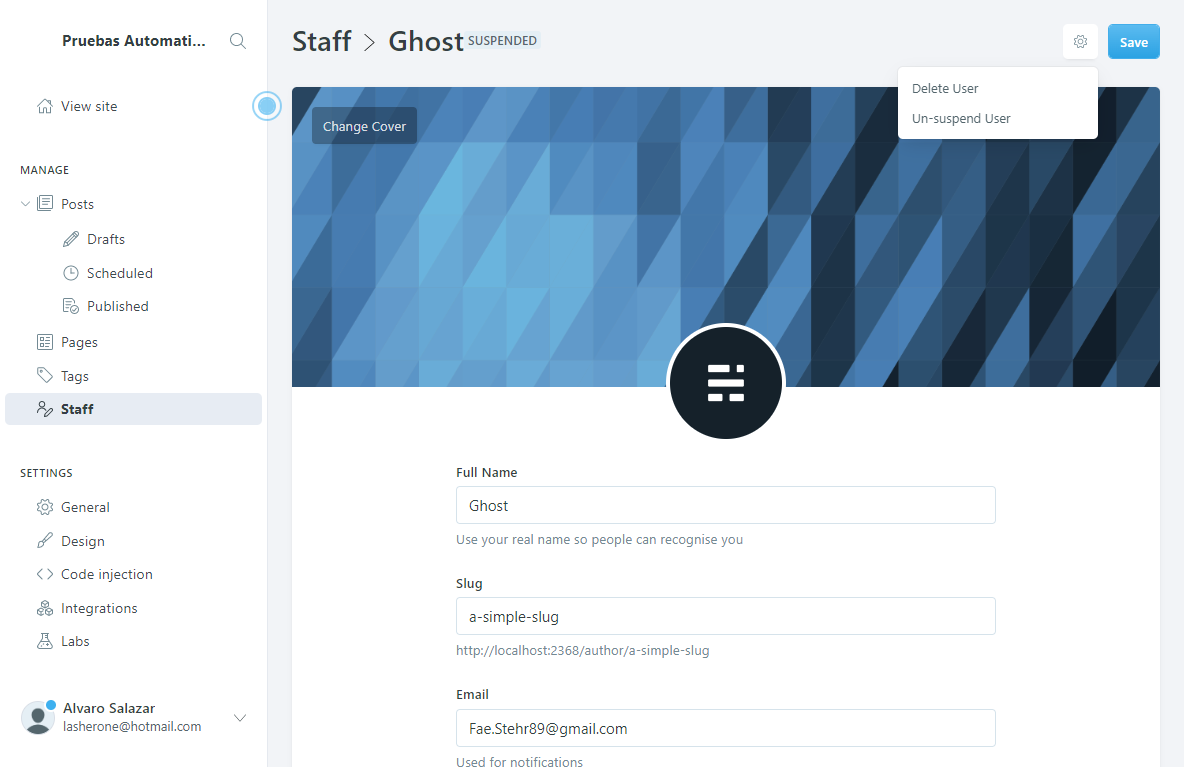 Pruebas Automati...
View site
MANAGE
Posts
Drafts
Scheduled
Published
Pages
Tags
Staff
SETTINGS
General
Design
Code injection
Integrations
Labs
Alvaro Salazar
lasherone@hotmail.com
Staff > Ghost SUSPENDED
Save
Delete User
Un-suspend User
Change Cover
Full Name
Ghost
Use your real name so people can recognise you
Slug
a-simple-slug
http://localhost:2368/author/a-simple-slug
Email
Fae.Stehr89@gmail.com
Used for notifications